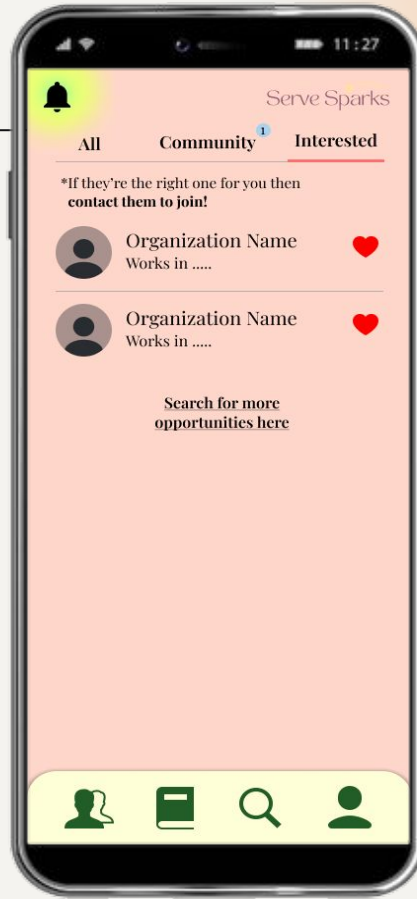 11:27
Serve Sparks
All
Community 1
Interested
*If they're the right one for you then
contact them to join!
Organization Name
Works in .....
Organization Name
Works in .....
Search for more
opportunities here